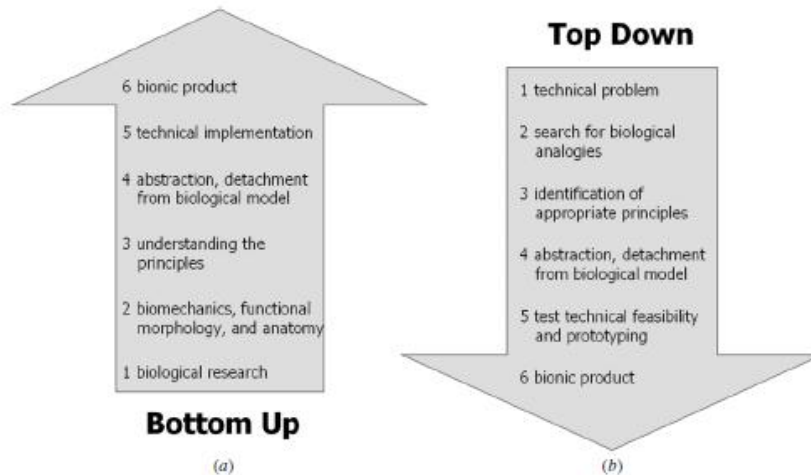 6 bionic product
5 technical implementation
4 abstraction, detachment
from biological model
3 understanding the
principles
2 biomechanics, functional
morphology, and anatomy
1 biological research
Bottom Up
(a)
Top Down
1 technical problem
2 search for biological
analogies
3 identification of
appropriate principles
4 abstraction, detachment
from biological model
5 test technical feasibility
and prototyping
6 bionic product
(b)